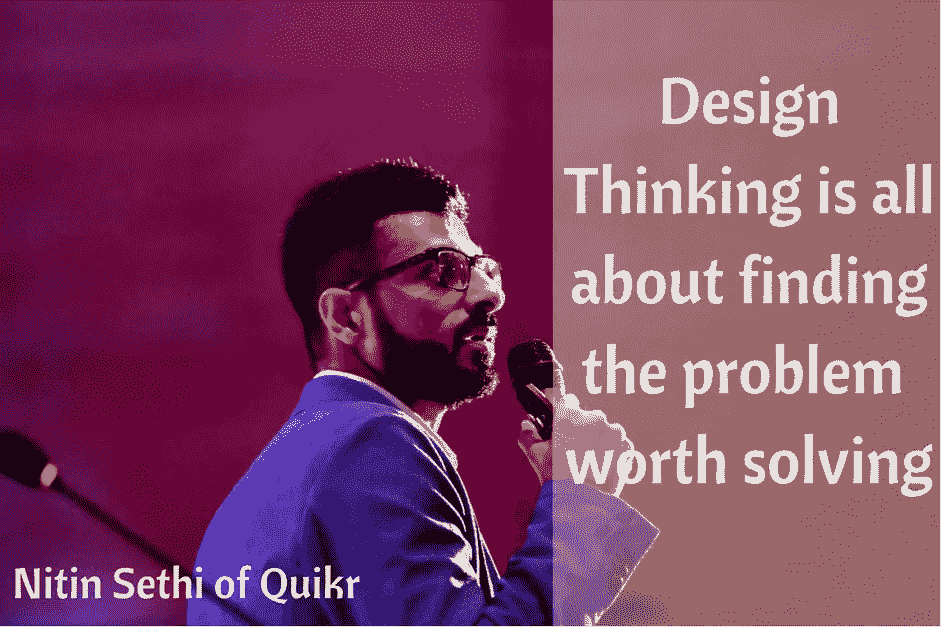 Design
Thinking is all
about finding
the problem
worth solving
Nitin Sethi of Quikr